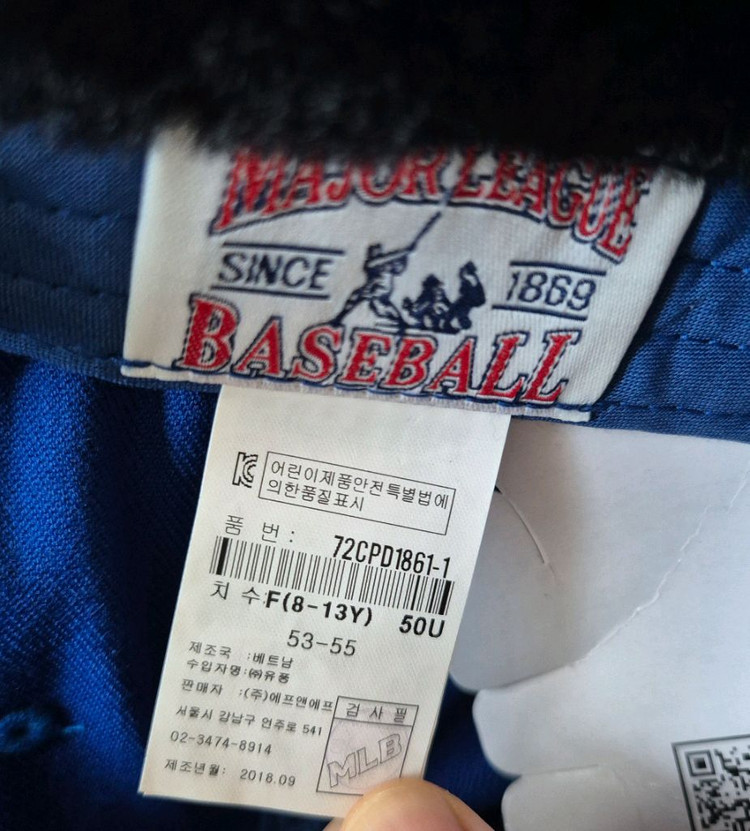 MAJOR LEAGUE
SINCE 1869
BASEBALL
어린이제품안전특별법에
의한품질표시
품 번 : 72CPD1861-1
치 수:F(8-13Y) 50U
53-55
제조국 :베트남
수입자명:㈜유풍
판매자 :(주)에프앤에프
서울시 강남구 언주로 541
02-3474-8914
제조년월: 2018.09
검 사 필
MLB